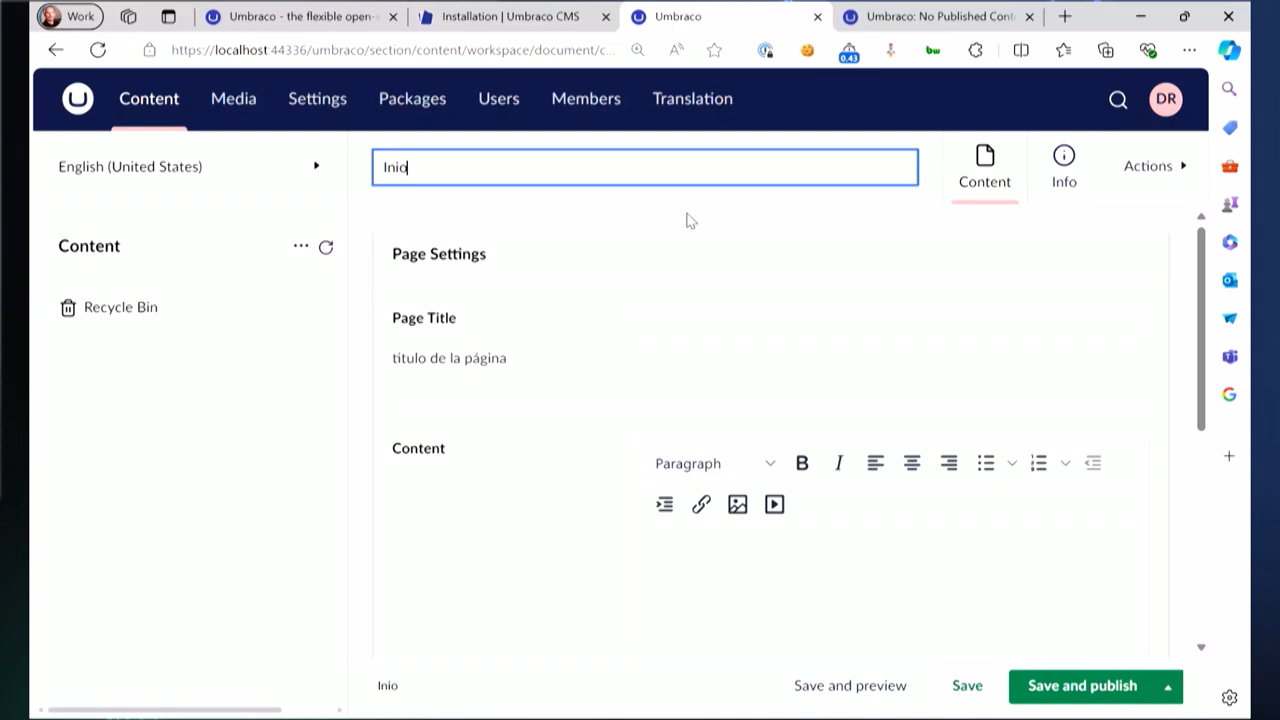 Work
Umbraco - the flexible open-s
Installation | Umbraco CMS
Umbraco
Umbraco: No Published Cont
https://localhost:44336/umbraco/section/content/workspace/document/c...
0.43
bw
Content
Media
Settings
Packages
Users
Members
Translation
DR
English (United States)
Inio
Content
Info
Actions
Content
Recycle Bin
Page Settings
Page Title
titulo de la página
Content
Paragraph
B
I
Inio
Save and preview
Save
Save and publish